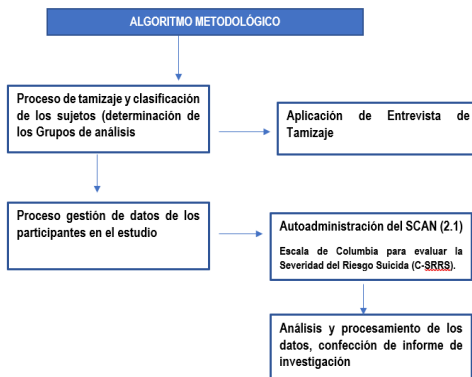 ALGORITMO METODOLÓGICO
Proceso de tamizaje y clasificación
de los sujetos (determinación de
los Grupos de análisis
Aplicación de Entrevista de
Tamizaje
Proceso gestión de datos de los
participantes en el estudio
Autoadministración del SCAN (2.1)
Escala de Columbia para evaluar la
Severidad del Riesgo Suicida (C-SRRS).
Análisis y procesamiento de los
datos, confección de informe de
investigación